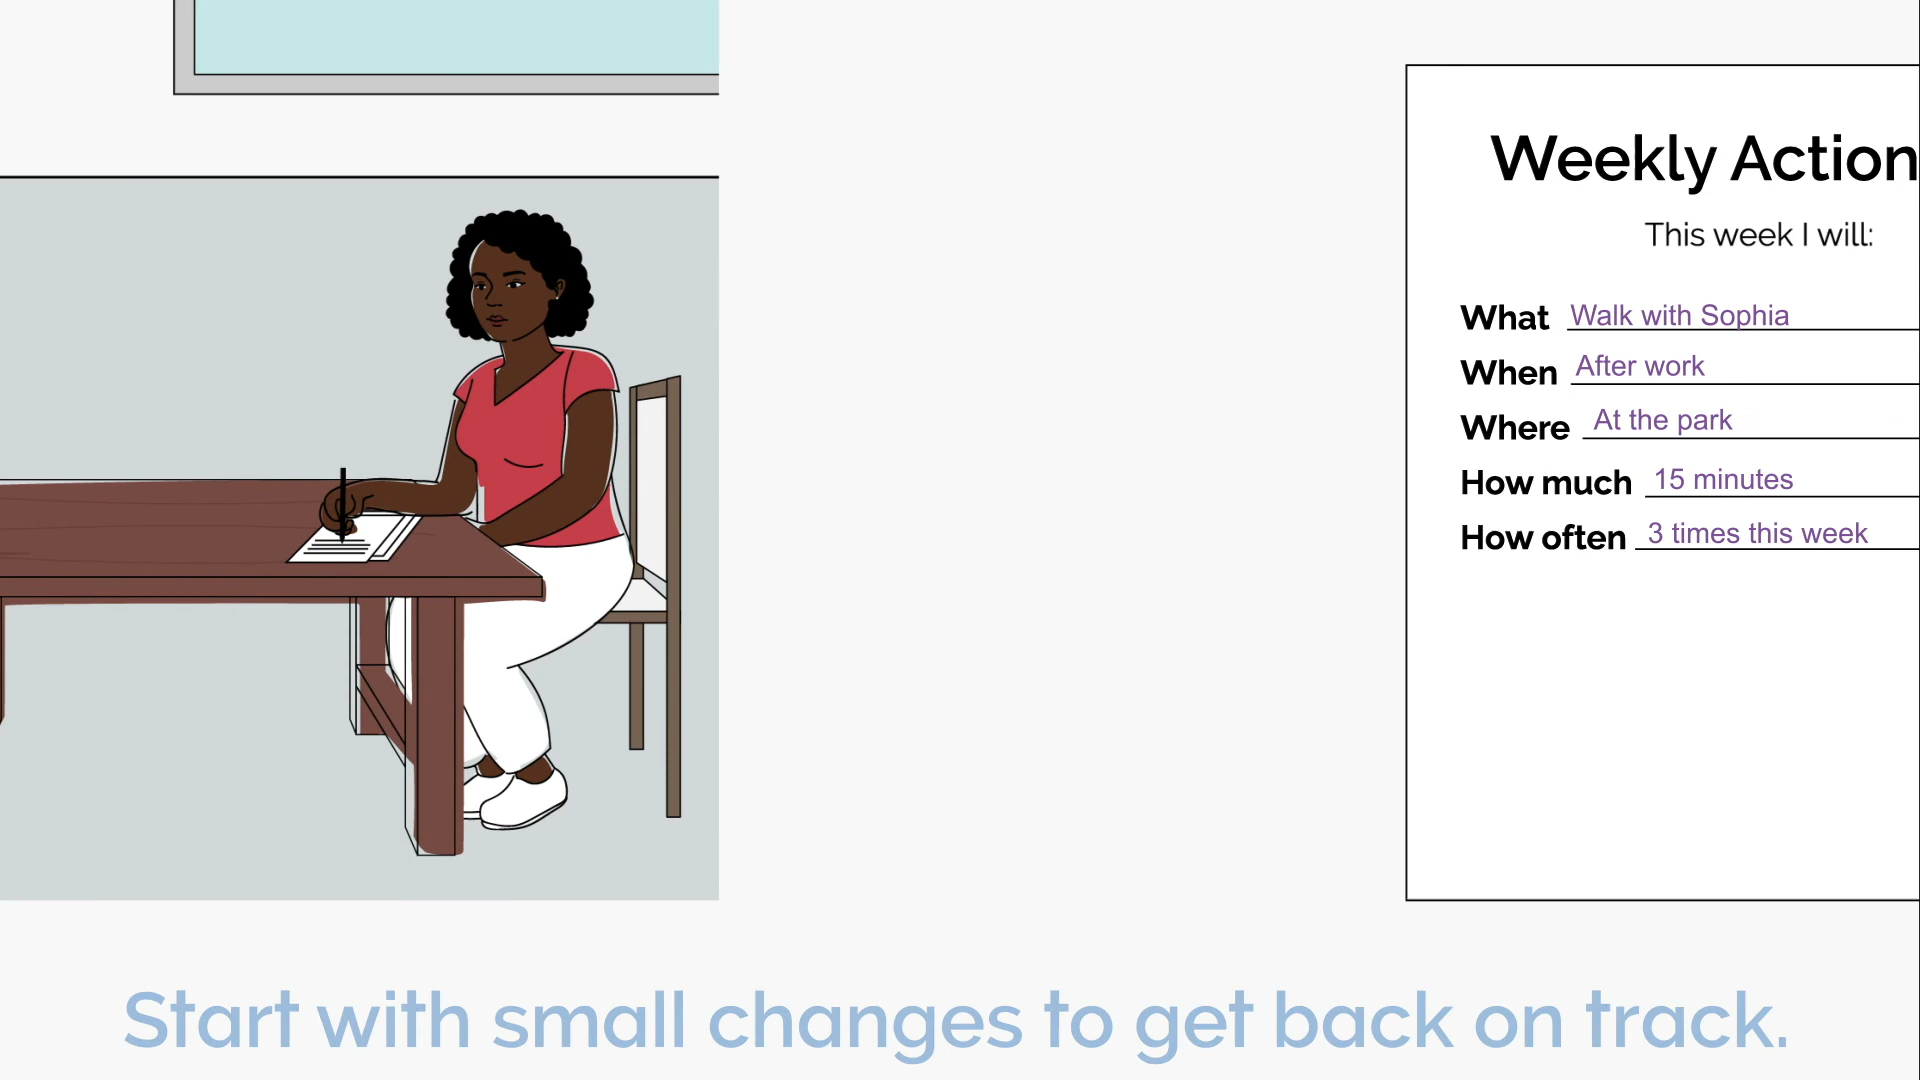 Weekly Action
This week I will:
What Walk with Sophia
When After work
Where At the park
How much 15 minutes
How often 3 times this week
Start with small changes to get back on track.